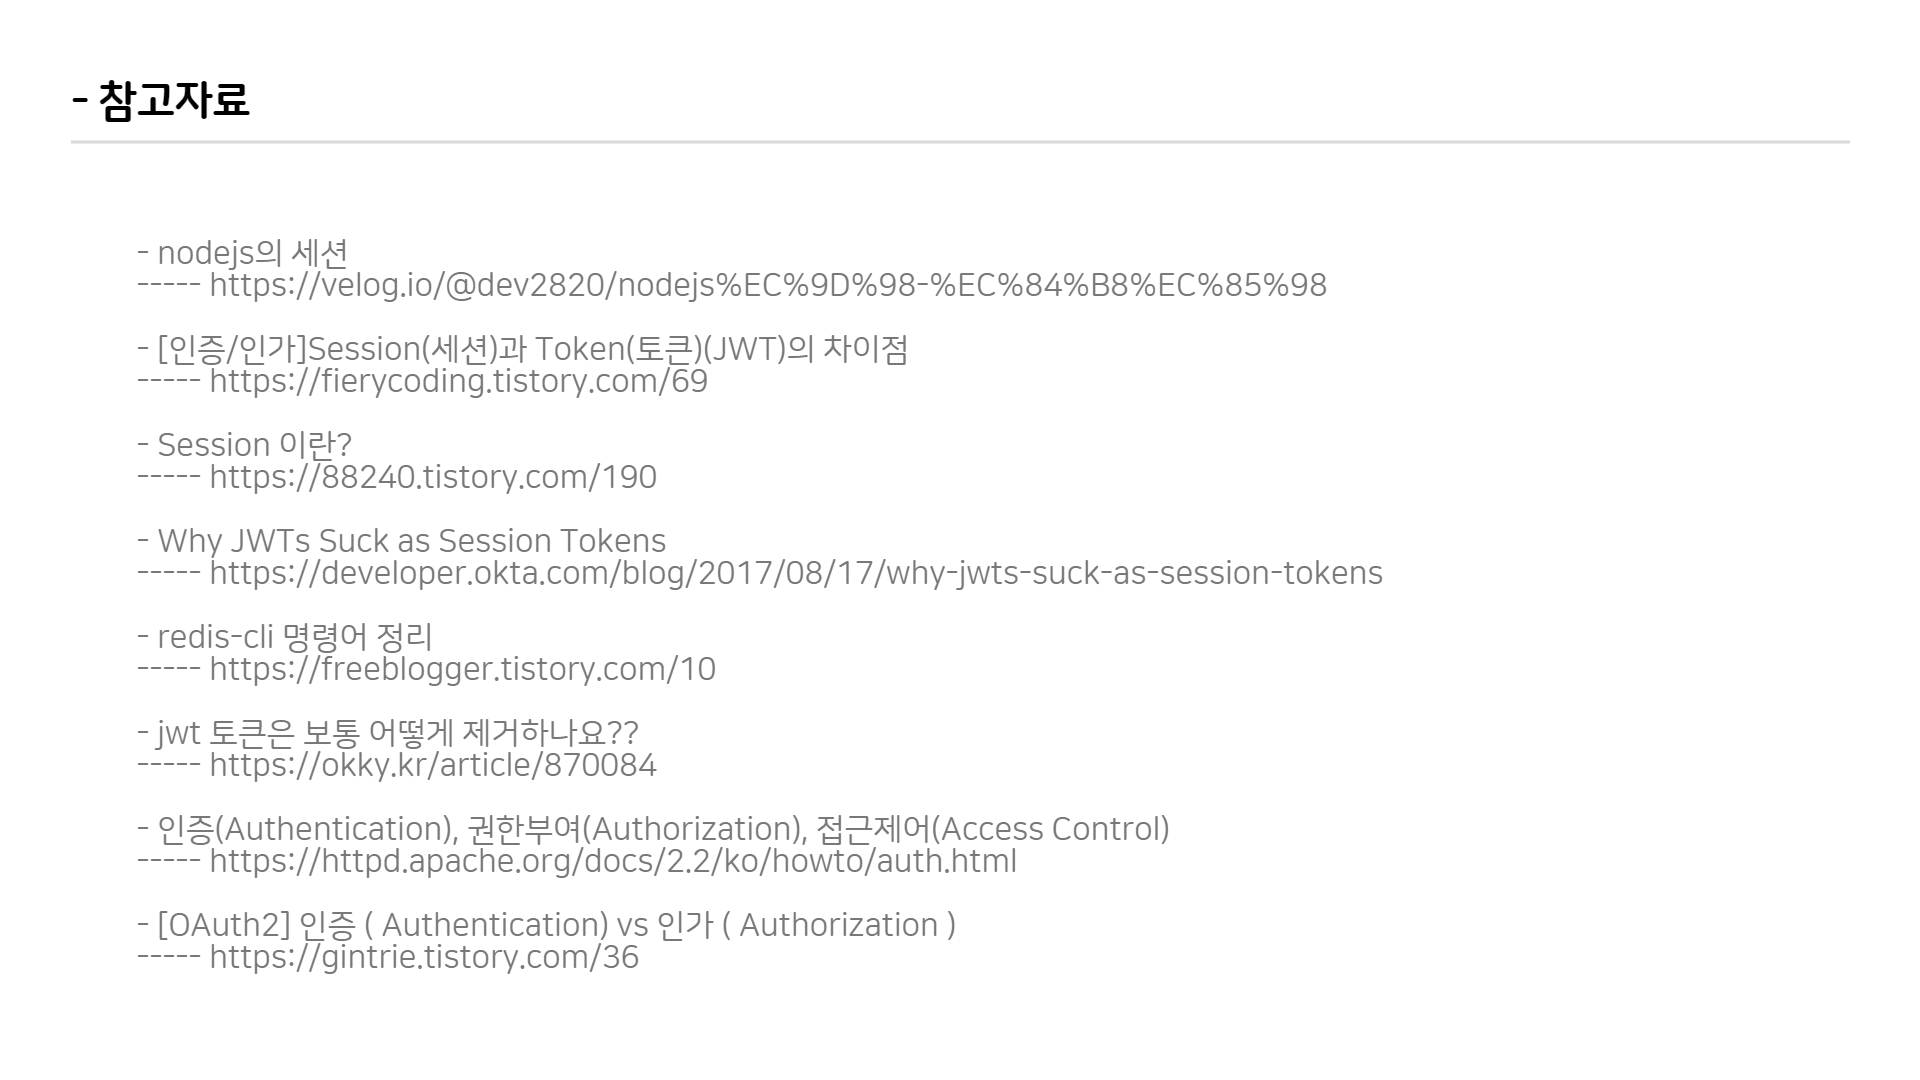 - 참고자료
- nodejs의 세션
----- https://velog.io/@dev2820/nodejs%EC%9D%98-%EC%84%B8%EC%85%98
- [인증/인가]Session(세션)과 Token(토큰)(JWT)의 차이점
----- https://fierycoding.tistory.com/69
- Session 이란?
----- https://88240.tistory.com/190
- Why JWTs Suck as Session Tokens
----- https://developer.okta.com/blog/2017/08/17/why-jwts-suck-as-session-tokens
- redis-cli 명령어 정리
----- https://freeblogger.tistory.com/10
- jwt 토큰은 보통 어떻게 제거하나요??
----- https://okky.kr/article/870084
- 인증(Authentication), 권한부여(Authorization), 접근제어(Access Control)
----- https://httpd.apache.org/docs/2.2/ko/howto/auth.html
- [OAuth2] 인증 ( Authentication) vs 인가 ( Authorization )
----- https://gintrie.tistory.com/36